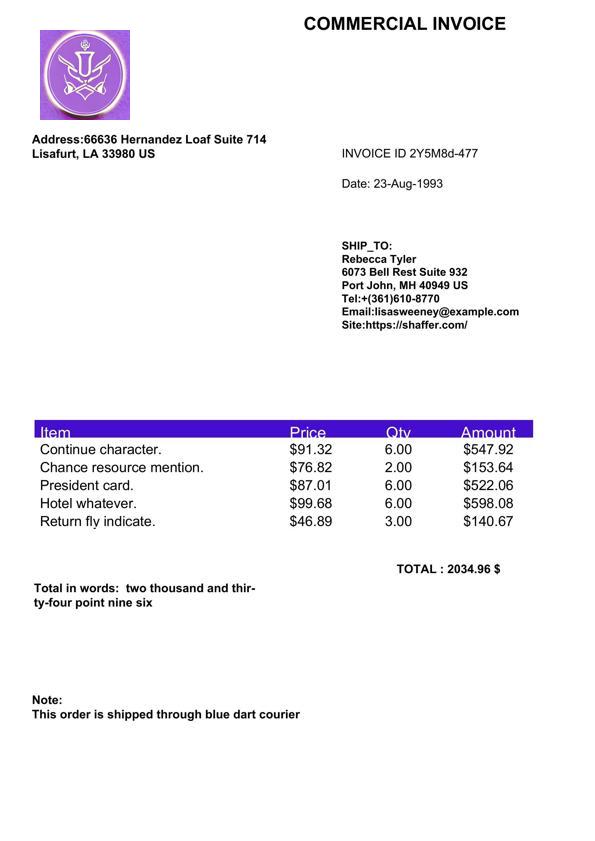 COMMERCIAL INVOICE
Address:66636 Hernandez Loaf Suite 714
Lisafurt, LA 33980 US
INVOICE ID 2Y5M8d-477
Date: 23-Aug-1993
SHIP_TO:
Rebecca Tyler
6073 Bell Rest Suite 932
Port John, MH 40949 US
Tel:+(361)610-8770
Email:lisasweeney@example.com
Site:https://shaffer.com/
Item Price Qty Amount
Continue character. $91.32 6.00 $547.92
Chance resource mention. $76.82 2.00 $153.64
President card. $87.01 6.00 $522.06
Hotel whatever. $99.68 6.00 $598.08
Return fly indicate. $46.89 3.00 $140.67
TOTAL : 2034.96 $
Total in words:  two thousand and thir-
ty-four point nine six
Note:
This order is shipped through blue dart courier